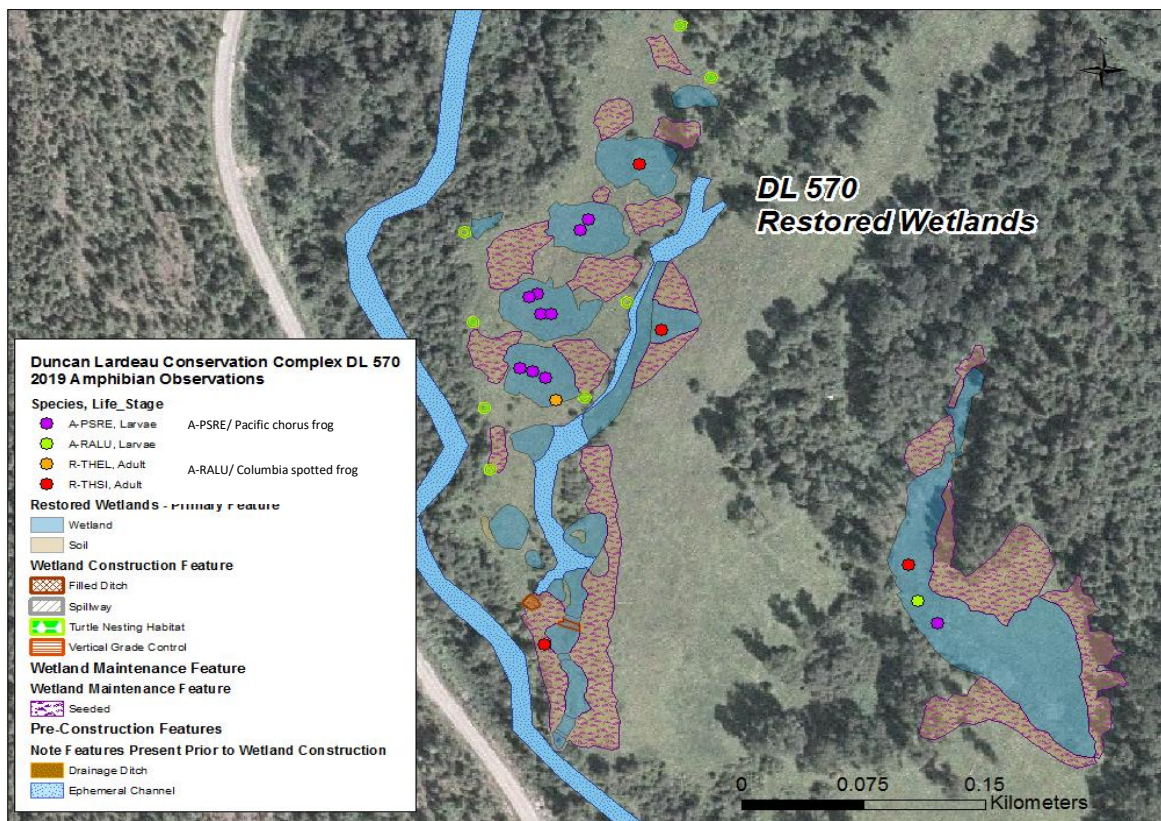 DL 570
Restored Wetlands
Duncan Lardeau Conservation Complex DL 570
2019 Amphibian Observations
Species, Life_Stage
A-PSRE, Larvae A-PSRE/ Pacific chorus frog
A-RALU, Larvae
R-THEL, Adult A-RALU/ Columbia spotted frog
R-THSI, Adult
Restored Wetlands - Primary Feature
Wetland
Soil
Wetland Construction Feature
Filled Ditch
Spillway
Turtle Nesting Habitat
Vertical Grade Control
Wetland Maintenance Feature
Wetland Maintenance Feature
Seeded
Pre-Construction Features
Note Features Present Prior to Wetland Construction
Drainage Ditch
Ephemeral Channel
0 0.075 0.15
Kilometers